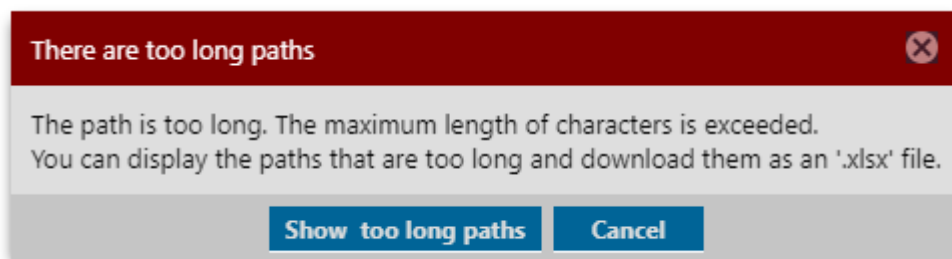 There are too long paths
The path is too long. The maximum length of characters is exceeded.
You can display the paths that are too long and download them as an '.xlsx' file.
Show  too long paths
Cancel